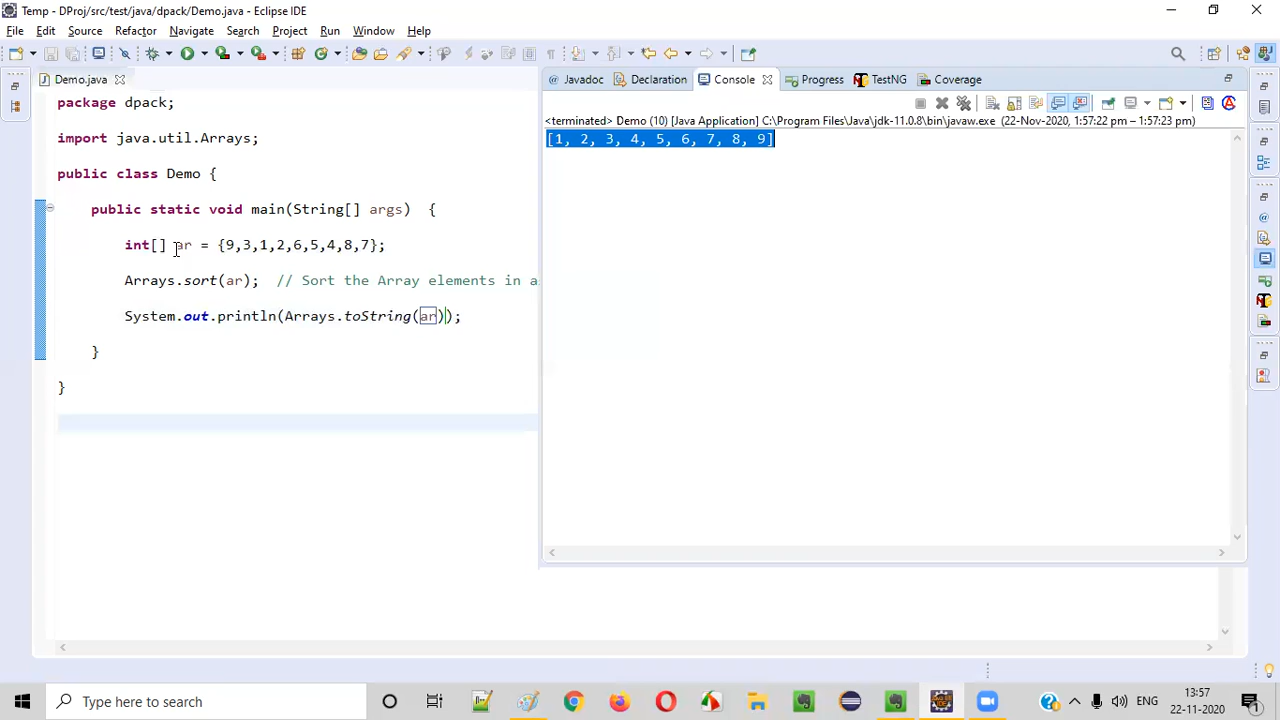 Temp - DProj/src/test/java/dpack/Demo.java - Eclipse IDE
File Edit Source Refactor Navigate Search Project Run Window Help
Demo.java
Javadoc Declaration Console Progress TestNG Coverage
package dpack;
<terminated> Demo (10) [Java Application] C:\Program Files\Java\jdk-11.0.8\bin\javaw.exe (22-Nov-2020, 1:57:22 pm – 1:57:23 pm)
import java.util.Arrays;
[1, 2, 3, 4, 5, 6, 7, 8, 9]
public class Demo {
public static void main(String[] args) {
int[] ar = {9,3,1,2,6,5,4,8,7};
Arrays.sort(ar); // Sort the Array elements in a
System.out.println(Arrays.toString(ar));
}
}
Type here to search
ENG
13:57
22-11-2020